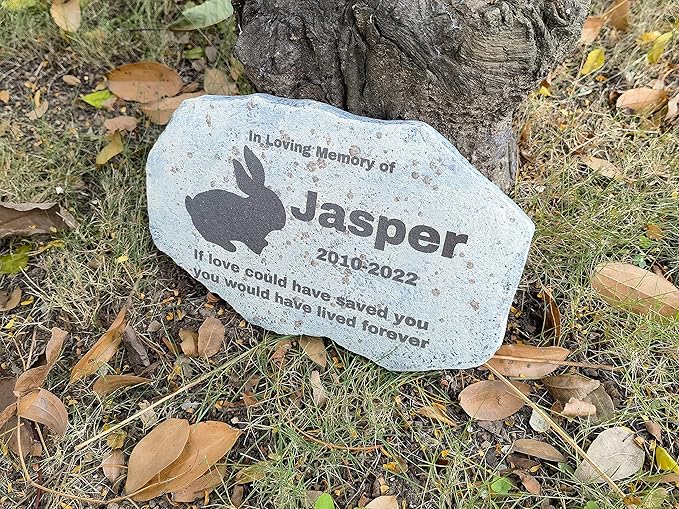 In Loving Memory of
Jasper
2010-2022
If love could have saved you
you would have lived forever